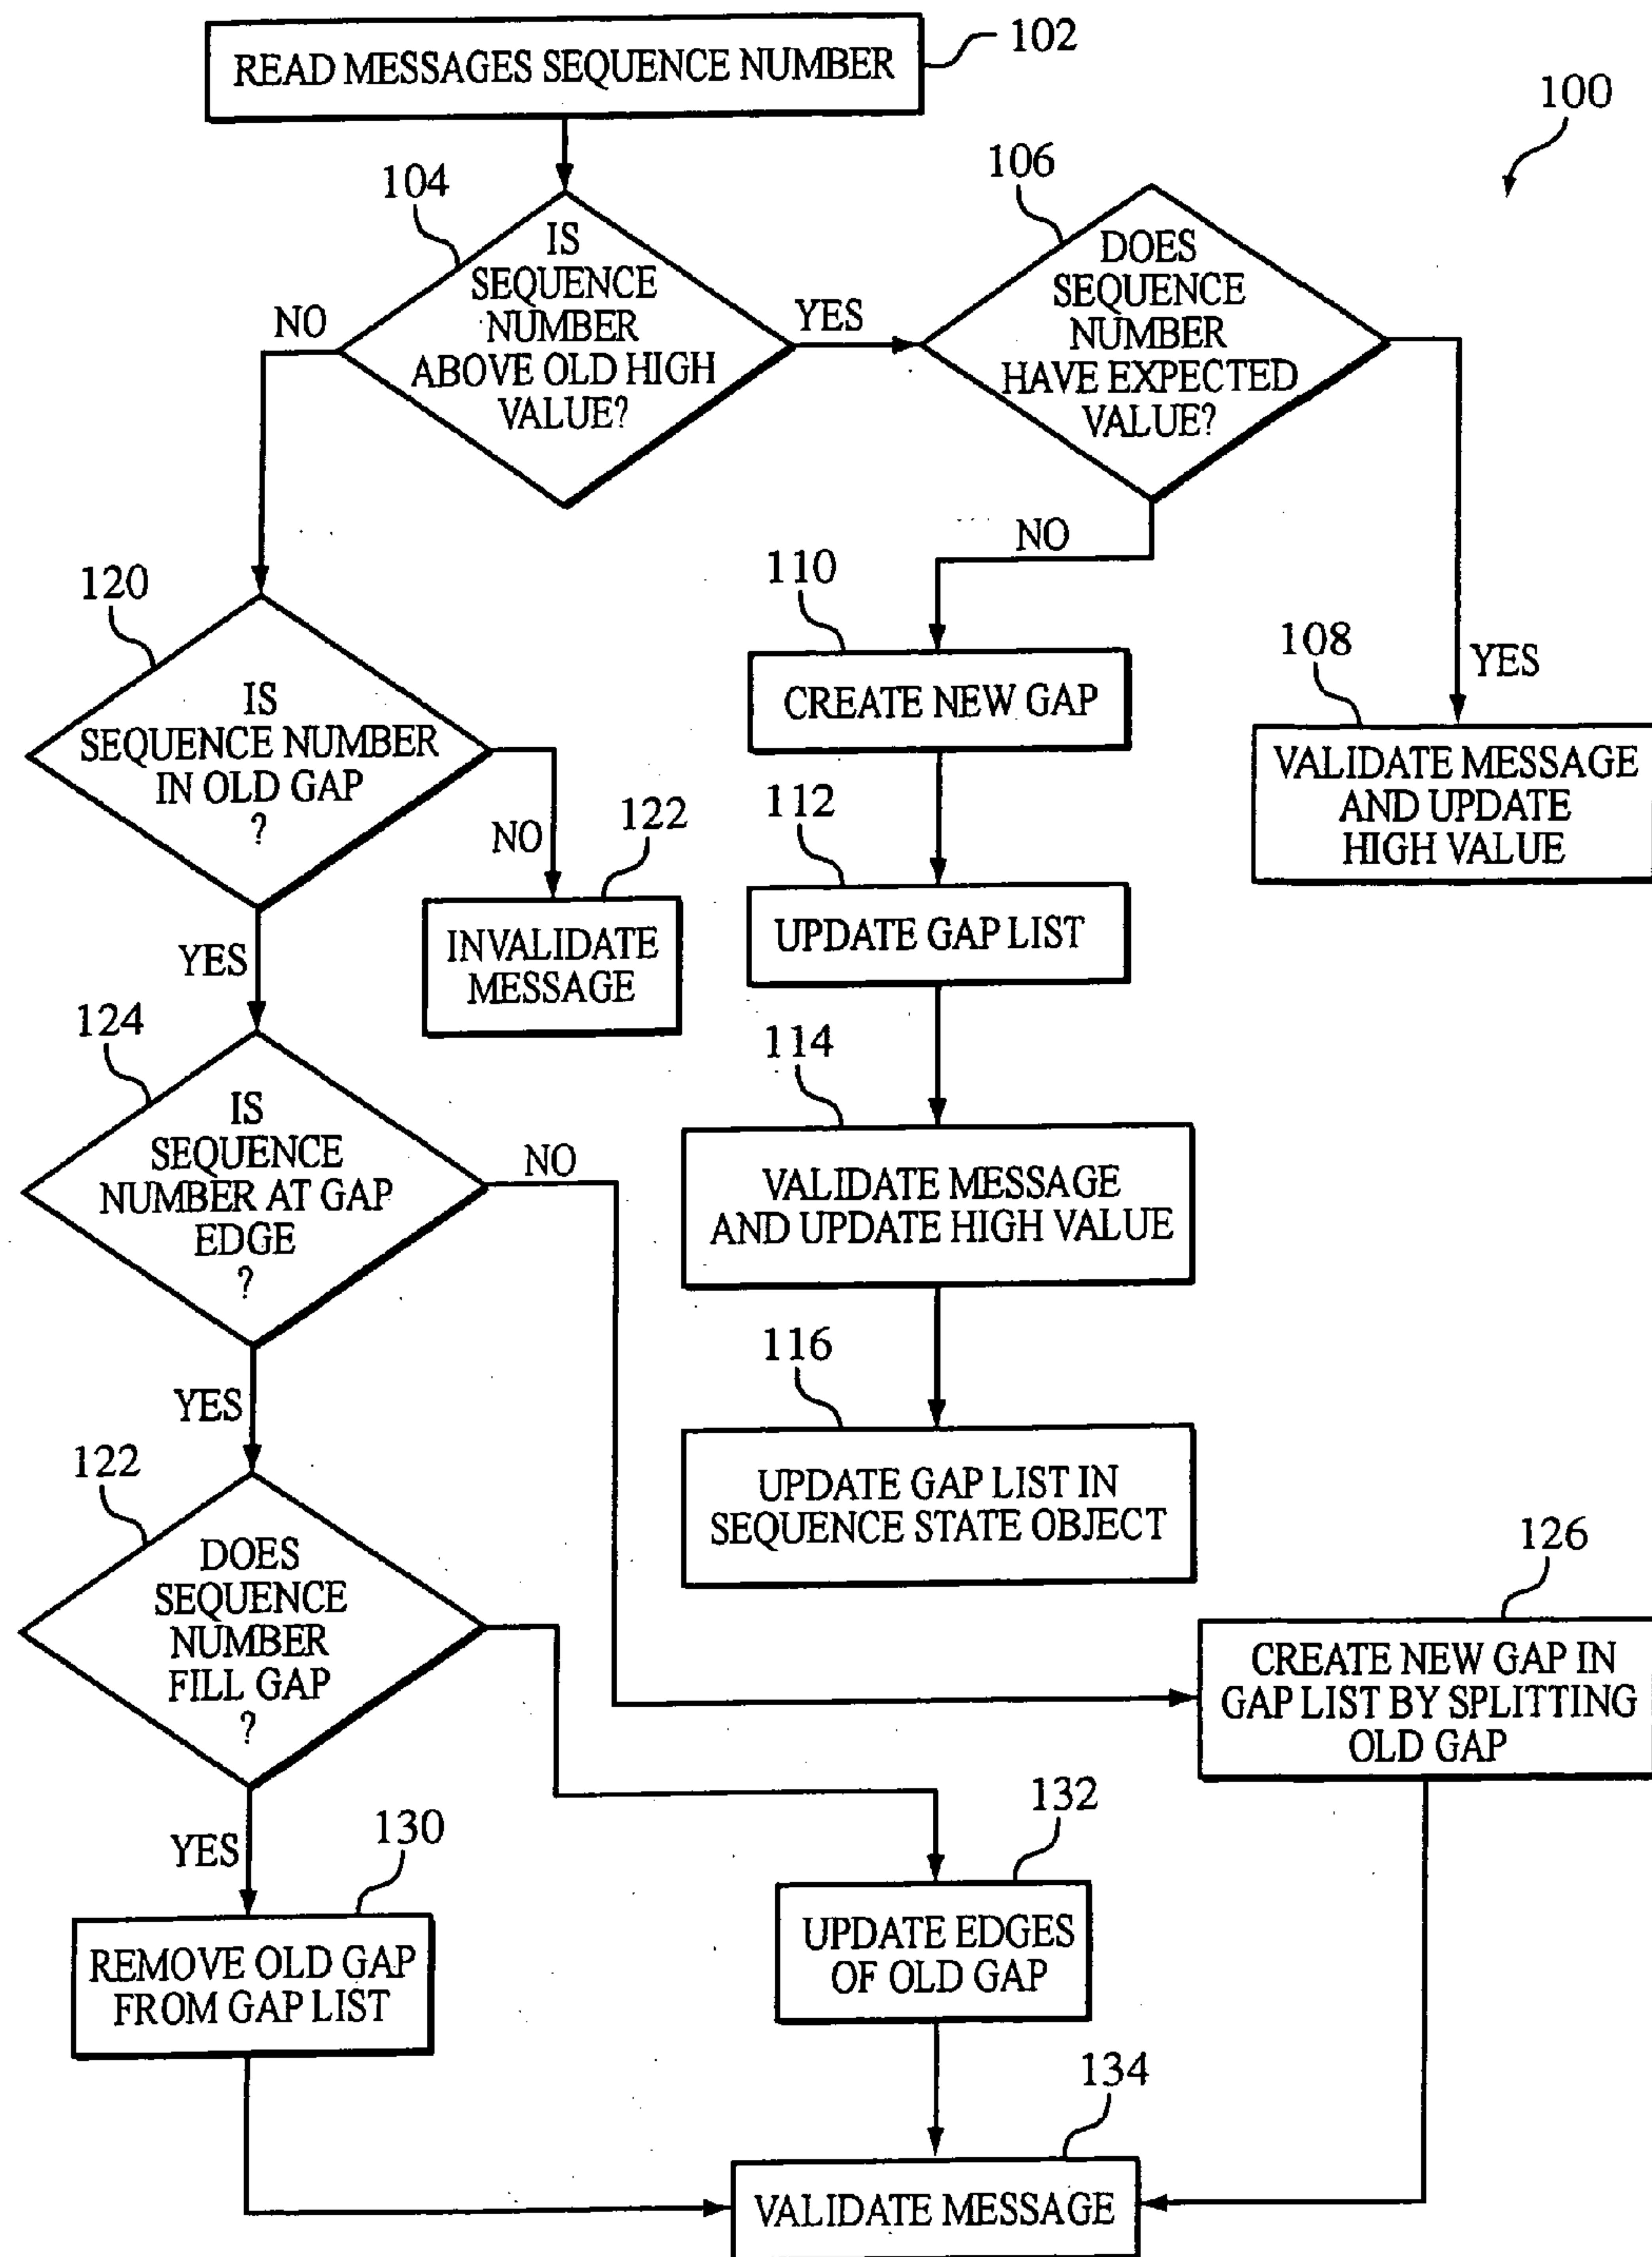 READ MESSAGES SEQUENCE NUMBER
102
100
104
IS
SEQUENCE
NUMBER
ABOVE OLD HIGH
VALUE?
NO
YES
106
DOES
SEQUENCE
NUMBER
HAVE EXPECTED
VALUE?
NO
YES
108
VALIDATE MESSAGE
AND UPDATE
HIGH VALUE
110
CREATE NEW GAP
112
UPDATE GAP LIST
114
VALIDATE MESSAGE
AND UPDATE HIGH VALUE
116
UPDATE GAP LIST IN
SEQUENCE STATE OBJECT
120
IS
SEQUENCE NUMBER
IN OLD GAP
?
NO
122
INVALIDATE
MESSAGE
YES
124
IS
SEQUENCE
NUMBER AT GAP
EDGE
?
NO
YES
122
DOES
SEQUENCE
NUMBER
FILL GAP
?
126
CREATE NEW GAP IN
GAP LIST BY SPLITTING
OLD GAP
YES
130
REMOVE OLD GAP
FROM GAP LIST
132
UPDATE EDGES
OF OLD GAP
134
VALIDATE MESSAGE